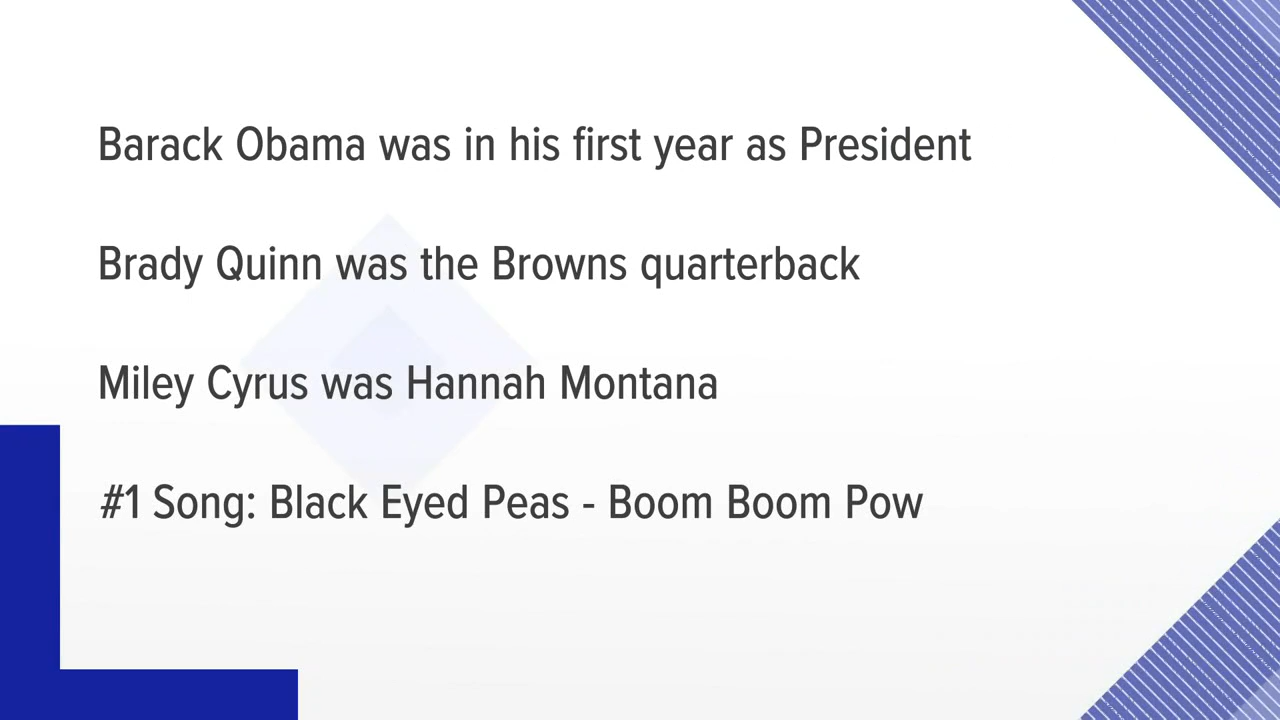 Barack Obama was in his first year as President
Brady Quinn was the Browns quarterback
Miley Cyrus was Hannah Montana
#1 Song: Black Eyed Peas - Boom Boom Pow